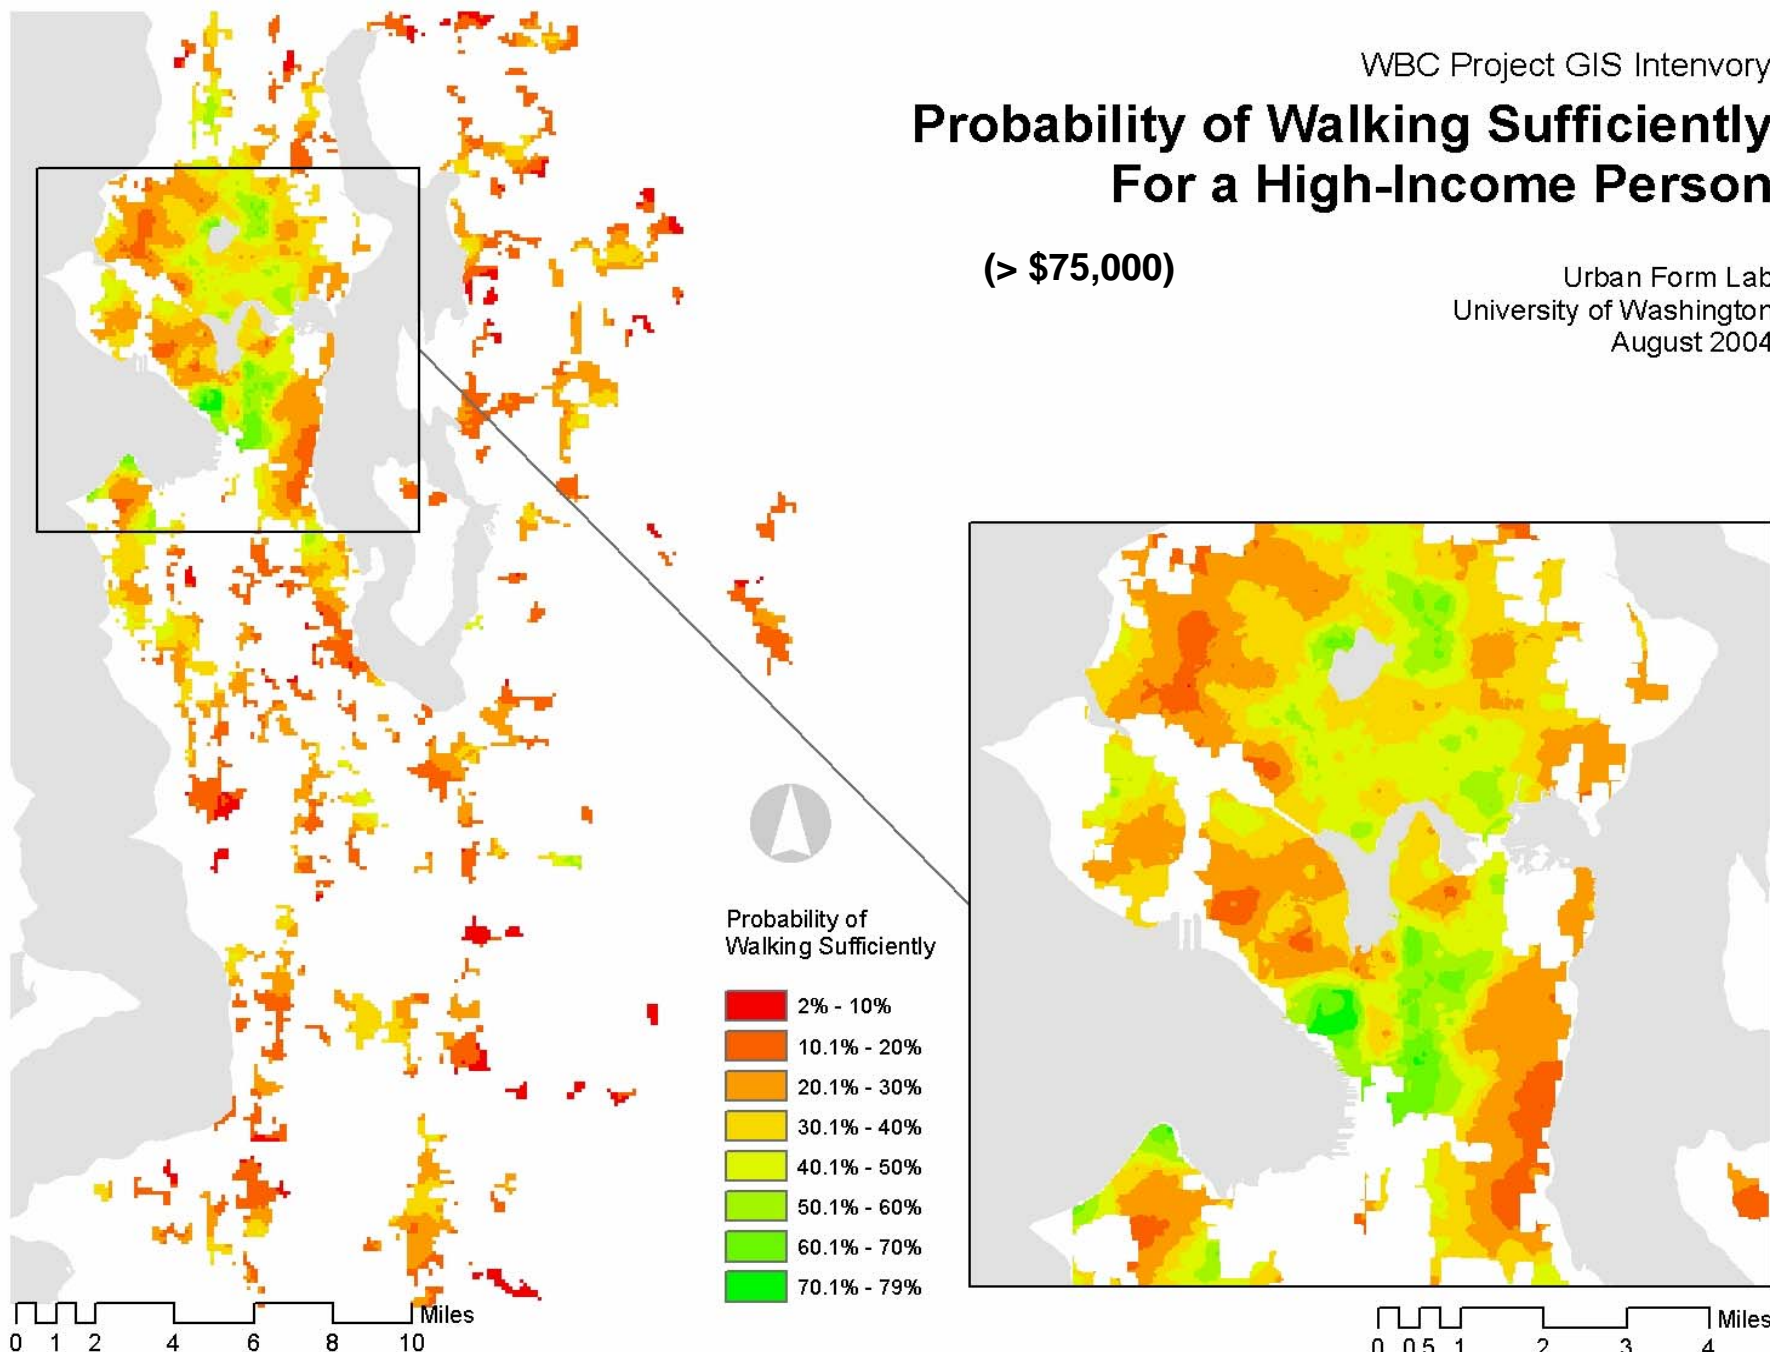 WBC Project GIS Intenvory
Probability of Walking Sufficiently
For a High-Income Person
(> $75,000)
Urban Form Lab
University of Washington
August 2004
Probability of
Walking Sufficiently
2% - 10%
10.1% - 20%
20.1% - 30%
30.1% - 40%
40.1% - 50%
50.1% - 60%
60.1% - 70%
70.1% - 79%
Miles
0 1 2 4 6 8 10
Miles
0 0.5 1 2 3 4